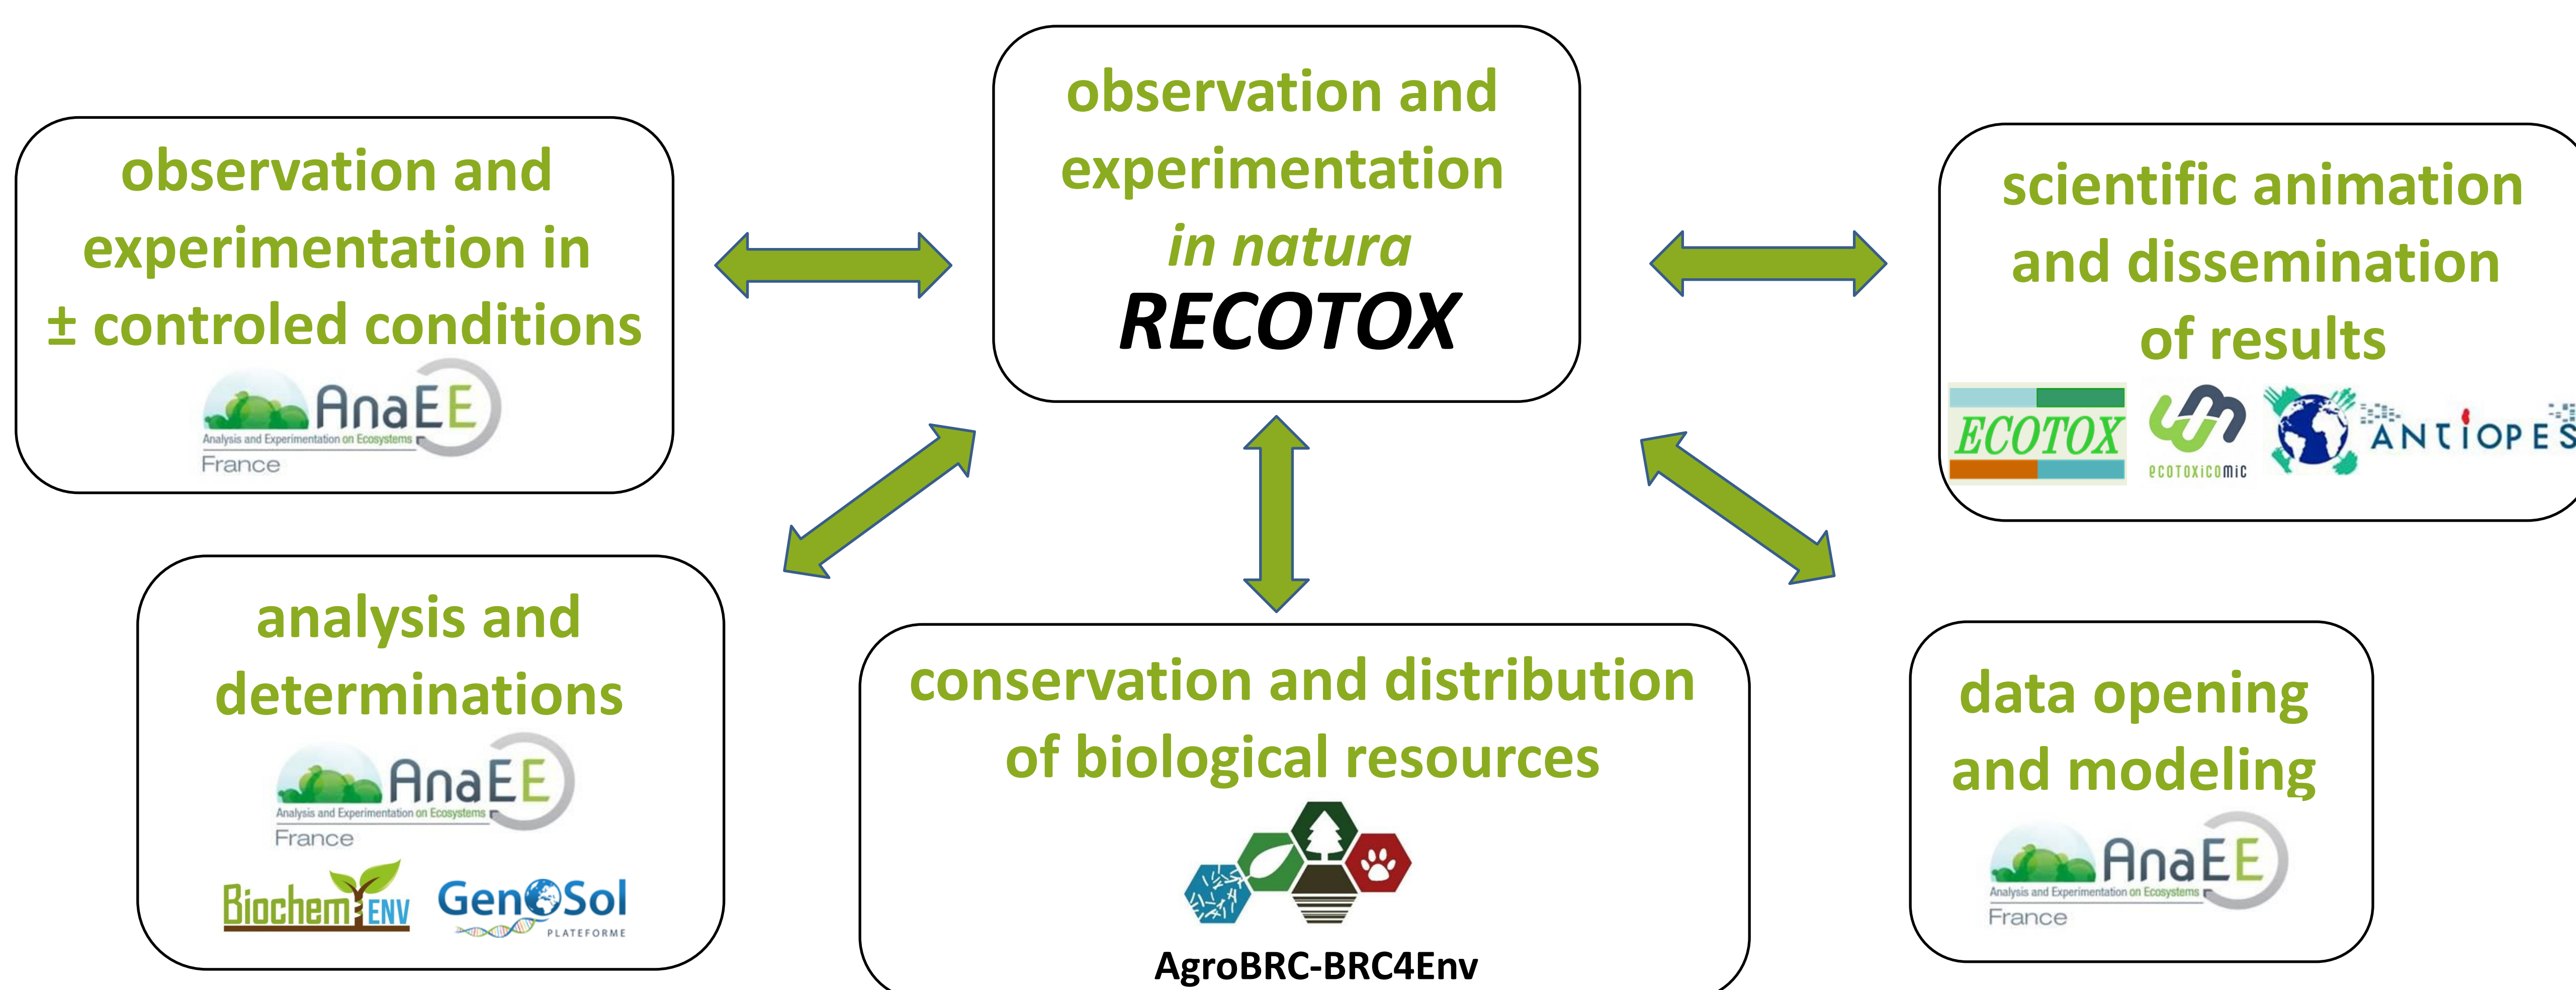 observation and
experimentation
in natura
RECOTOX
observation and
experimentation in
± controled conditions
AnaEE
Analysis and Experimentation on Ecosystems
France
scientific animation
and dissemination
of results
ECOTOX
ecotoxicomic
ANTiOPES
analysis and
determinations
AnaEE
Analysis and Experimentation on Ecosystems
France
BiochemENV
GenoSol
PLATEFORME
conservation and distribution
of biological resources
AgroBRC-BRC4Env
data opening
and modeling
AnaEE
Analysis and Experimentation on Ecosystems
France